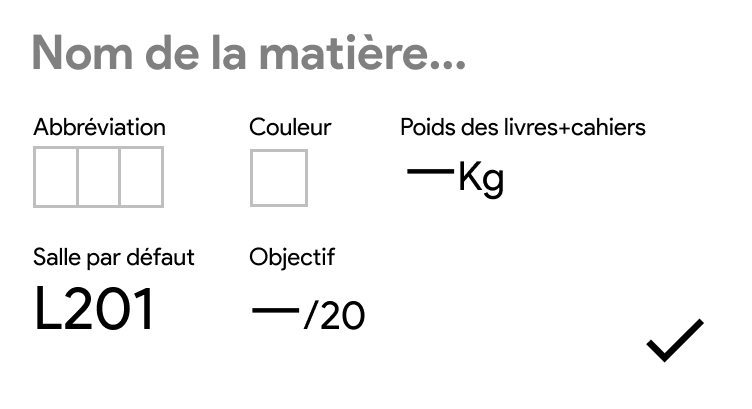 Nom de la matière...
Abbréviation Couleur Poids des livres+cahiers
—Kg
Salle par défaut Objectif
L201 —/20